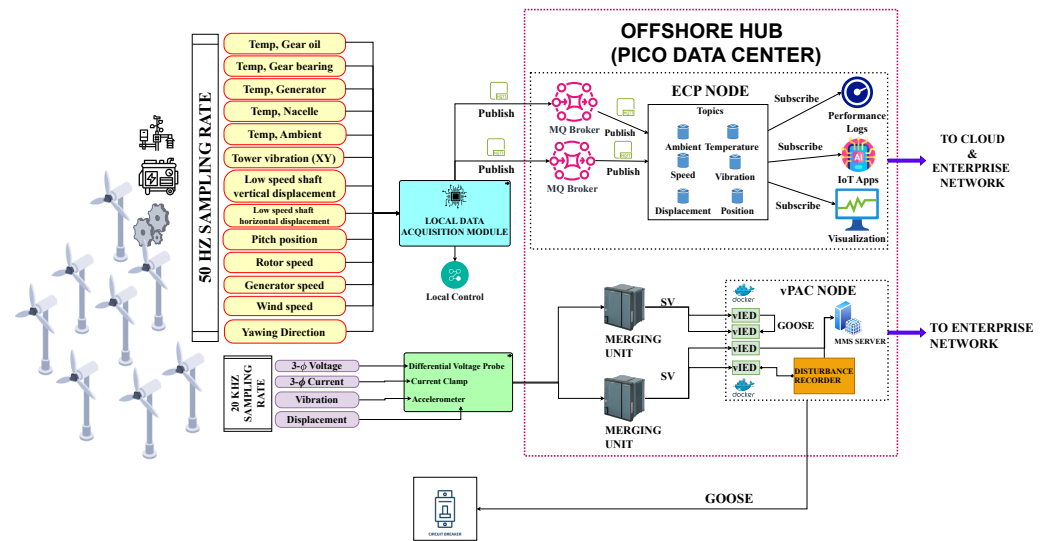 OFFSHORE HUB
(PICO DATA CENTER)
50 HZ SAMPLING RATE
Temp, Gear oil
Temp, Gear bearing
Temp, Generator
Temp, Nacelle
Temp, Ambient
Tower vibration (XY)
Low speed shaft
vertical displacement
Low speed shaft
horizontal displacement
Pitch position
Rotor speed
Generator speed
Wind speed
Yawing Direction
LOCAL DATA
ACQUISITION MODULE
Local Control
Publish
Publish
MQ Broker
MQ Broker
Publish
Publish
ECP NODE
Topics
Ambient
Temperature
Speed
Vibration
Displacement
Position
Subscribe
Subscribe
Subscribe
Performance
Logs
AI
IoT Apps
Visualization
TO CLOUD
&
ENTERPRISE
NETWORK
20 KHZ
SAMPLING
RATE
3-ϕ Voltage
3-ϕ Current
Vibration
Displacement
Differential Voltage Probe
Current Clamp
Accelerometer
MERGING
UNIT
MERGING
UNIT
SV
SV
docker
vPAC NODE
vIED
vIED
vIED
vIED
docker
GOOSE
MMS SERVER
DISTURBANCE
RECORDER
TO ENTERPRISE
NETWORK
GOOSE
CIRCUIT BREAKER